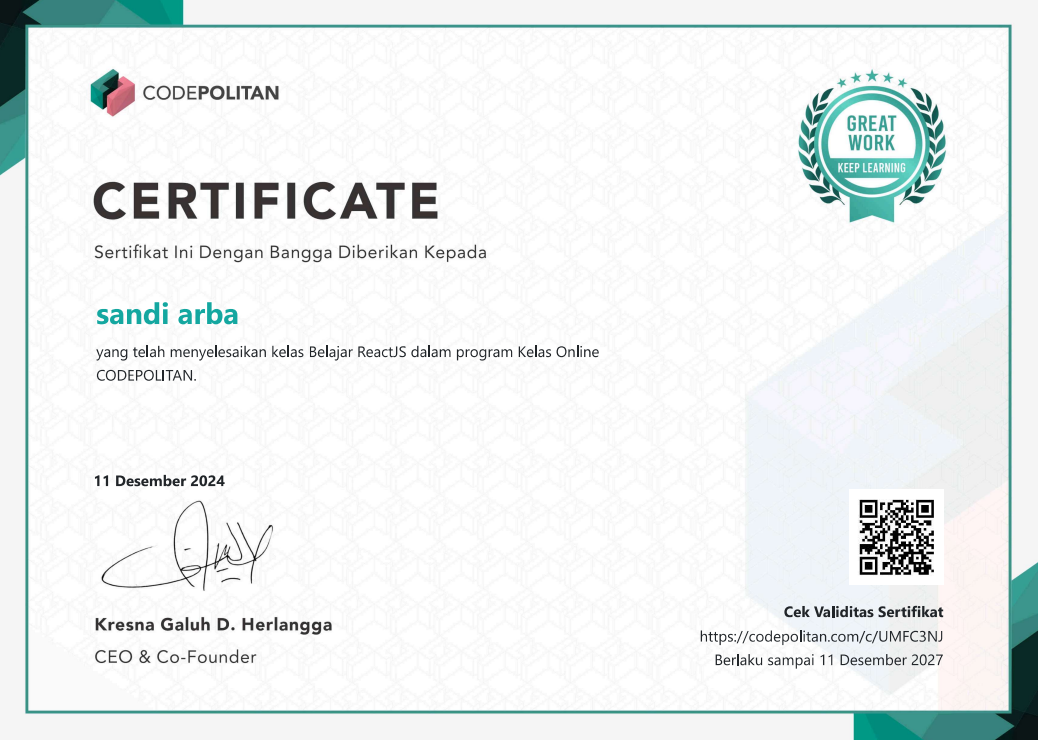 CODEPOLITAN
GREAT
WORK
KEEP LEARNING
CERTIFICATE
Sertifikat Ini Dengan Bangga Diberikan Kepada
sandi arba
yang telah menyelesaikan kelas Belajar ReactJS dalam program Kelas Online
CODEPOLITAN.
11 Desember 2024
Kresna Galuh D. Herlangga
CEO & Co-Founder
Cek Validitas Sertifikat
https://codepolitan.com/c/UMFC3NJ
Berlaku sampai 11 Desember 2027